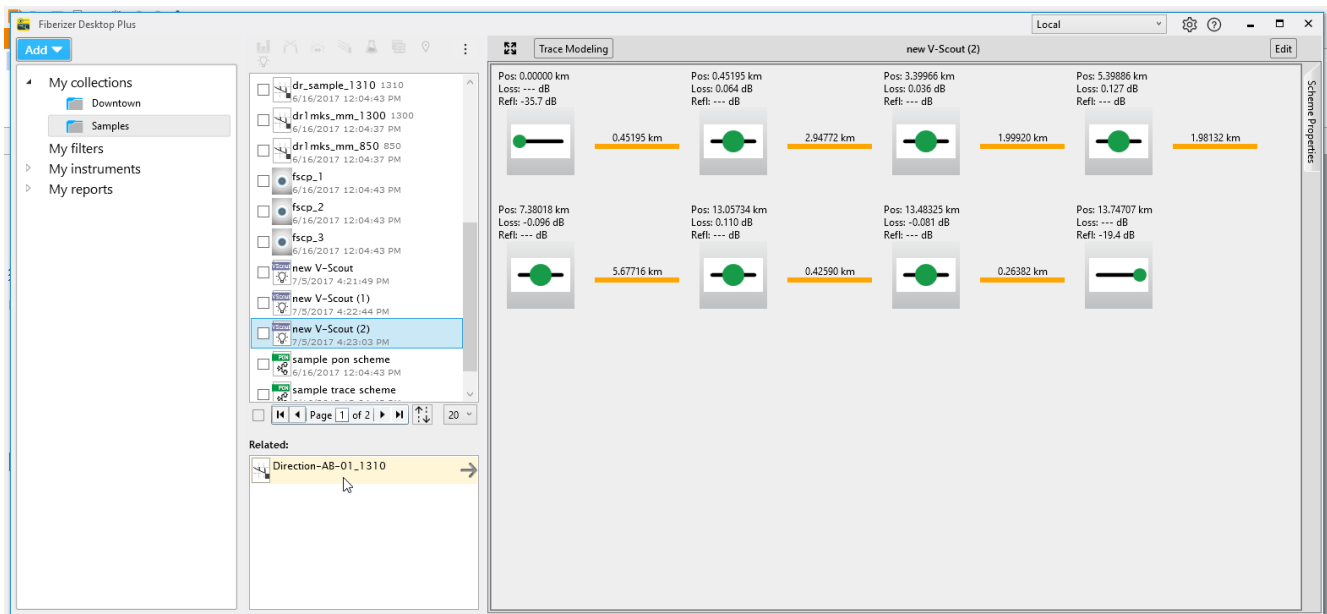 Fiberizer Desktop Plus
Local
Add
Trace Modeling
new V-Scout (2)
Edit
My collections
Downtown
Samples
My filters
My instruments
My reports
dr_sample_1310 1310
6/16/2017 12:04:43 PM
dr1mks_mm_1300 1300
6/16/2017 12:04:37 PM
dr1mks_mm_850 850
6/16/2017 12:04:37 PM
fscp_1
6/16/2017 12:04:43 PM
fscp_2
6/16/2017 12:04:43 PM
fscp_3
6/16/2017 12:04:43 PM
VScout
new V-Scout
7/5/2017 4:21:49 PM
VScout
new V-Scout (1)
7/5/2017 4:22:44 PM
VScout
new V-Scout (2)
7/5/2017 4:23:03 PM
PON
sample pon scheme
6/16/2017 12:04:43 PM
PON
sample trace scheme
Page 1 of 2
20
Related:
Direction-AB-01_1310
Pos: 0.00000 km
Loss: --- dB
Refl: -35.7 dB
0.45195 km
Pos: 0.45195 km
Loss: 0.064 dB
Refl: --- dB
2.94772 km
Pos: 3.39966 km
Loss: 0.036 dB
Refl: --- dB
1.99920 km
Pos: 5.39886 km
Loss: 0.127 dB
Refl: --- dB
1.98132 km
Pos: 7.38018 km
Loss: -0.096 dB
Refl: --- dB
5.67716 km
Pos: 13.05734 km
Loss: 0.110 dB
Refl: --- dB
0.42590 km
Pos: 13.48325 km
Loss: -0.081 dB
Refl: --- dB
0.26382 km
Pos: 13.74707 km
Loss: --- dB
Refl: -19.4 dB
Scheme Properties